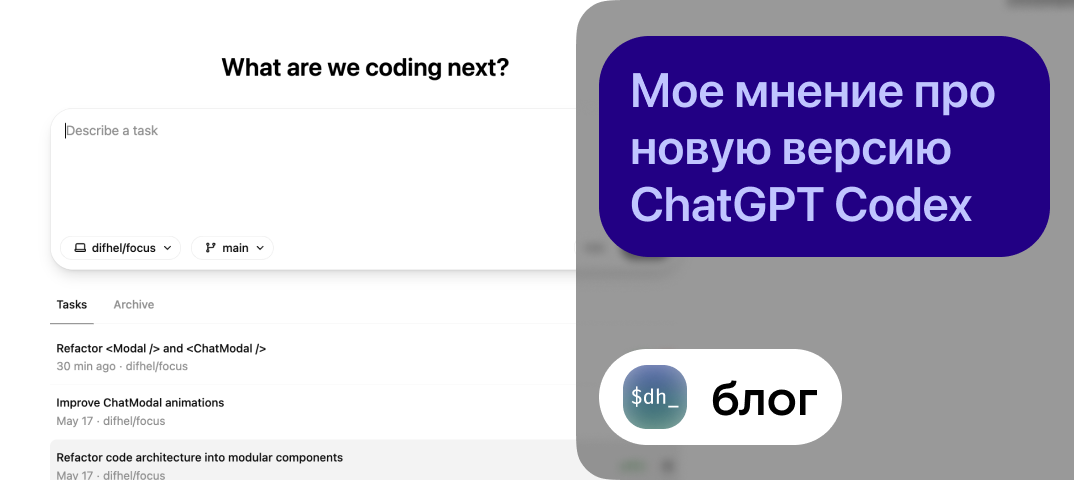 What are we coding next?
Describe a task
difhel/focus
main
Tasks
Archive
Refactor <Modal /> and <ChatModal />
30 min ago · difhel/focus
Improve ChatModal animations
May 17 · difhel/focus
Refactor code architecture into modular components
May 17 · difhel/focus
Мое мнение про
новую версию
ChatGPT Codex
$dh_
блог